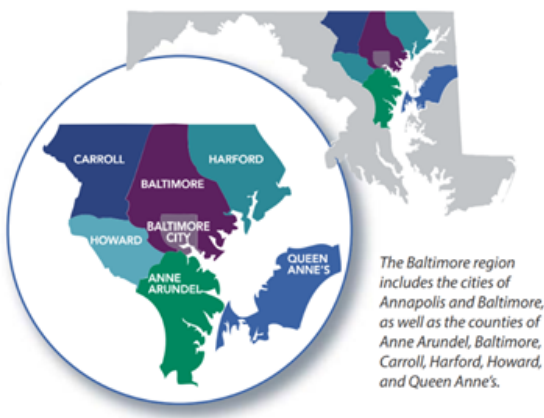 CARROLL
HARFORD
BALTIMORE
BALTIMORE
CITY
HOWARD
ANNE
ARUNDEL
QUEEN
ANNE'S
The Baltimore region
includes the cities of
Annapolis and Baltimore,
as well as the counties of
Anne Arundel, Baltimore,
Carroll, Harford, Howard,
and Queen Anne's.